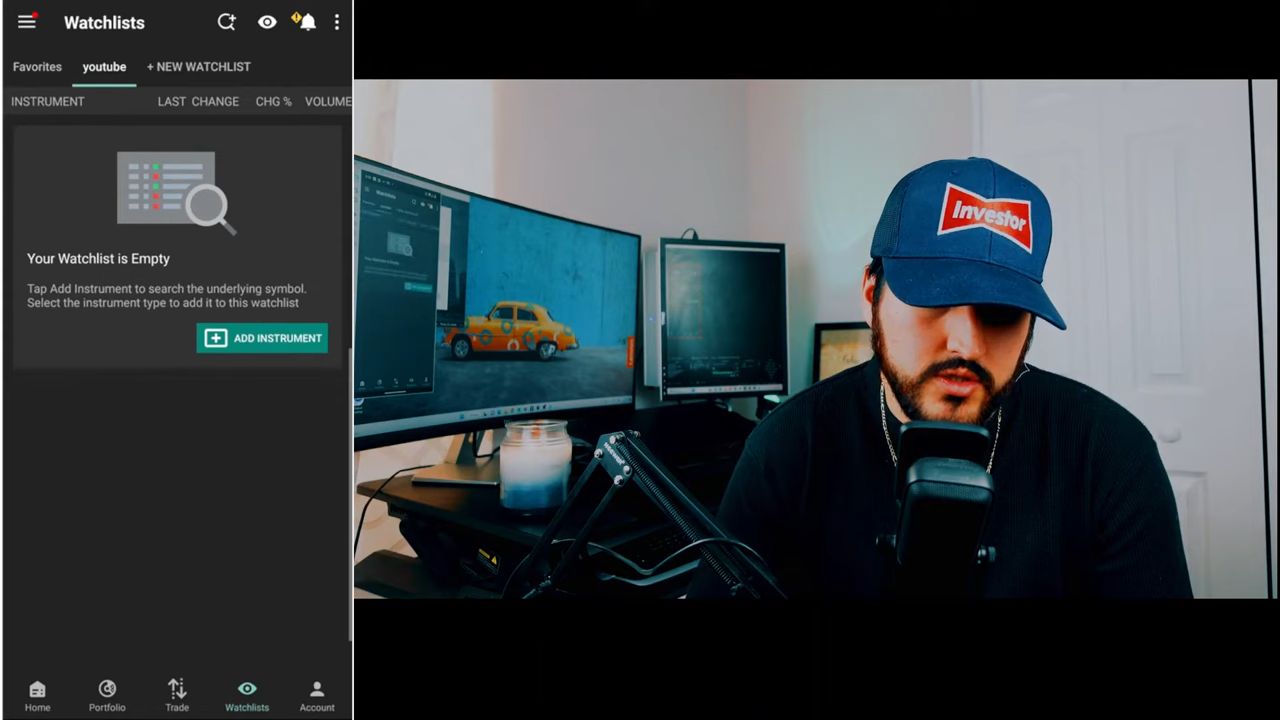 Watchlists
Favorites youtube + NEW WATCHLIST
INSTRUMENT LAST CHANGE CHG % VOLUME
Your Watchlist is Empty
Tap Add Instrument to search the underlying symbol.
Select the instrument type to add it to this watchlist
ADD INSTRUMENT
Home Portfolio Trade Watchlists Account
Investor